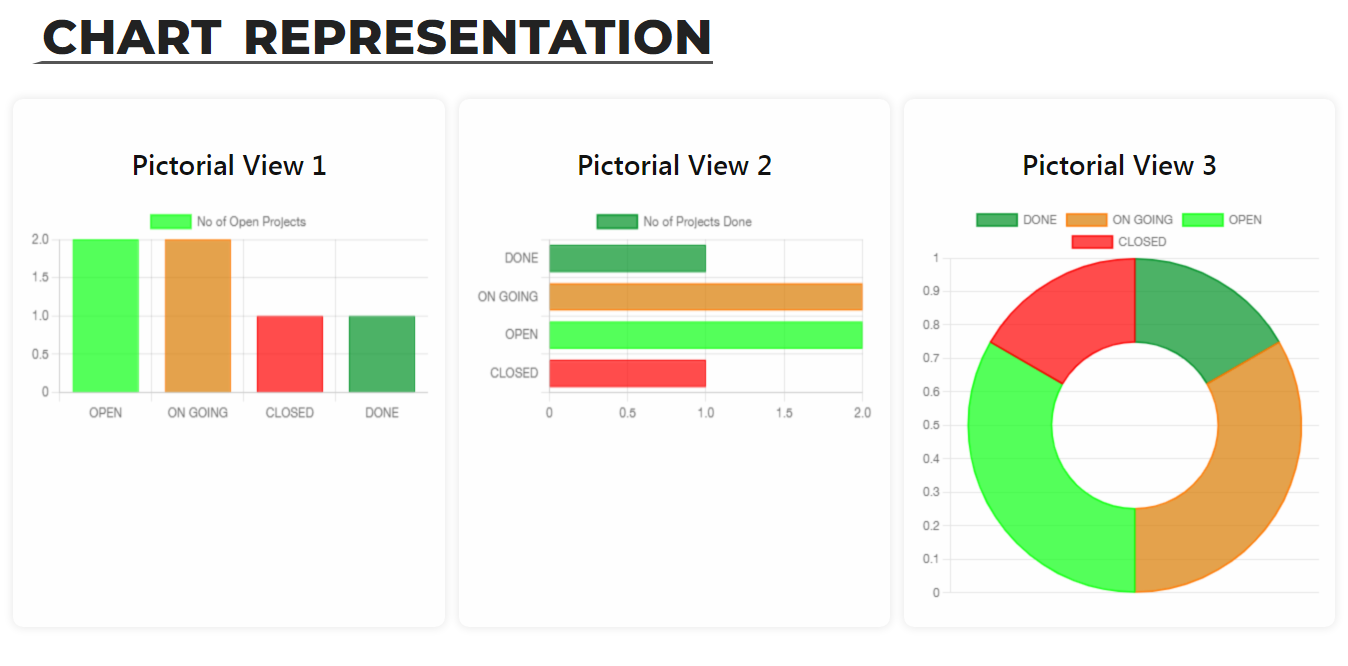 CHART REPRESENTATION
Pictorial View 1
No of Open Projects
2.0
1.5
1.0
0.5
0
OPEN ON GOING CLOSED DONE
Pictorial View 2
No of Projects Done
DONE
ON GOING
OPEN
CLOSED
0 0.5 1.0 1.5 2.0
Pictorial View 3
DONE ON GOING OPEN
CLOSED
1
0.9
0.8
0.7
0.6
0.5
0.4
0.3
0.2
0.1
0